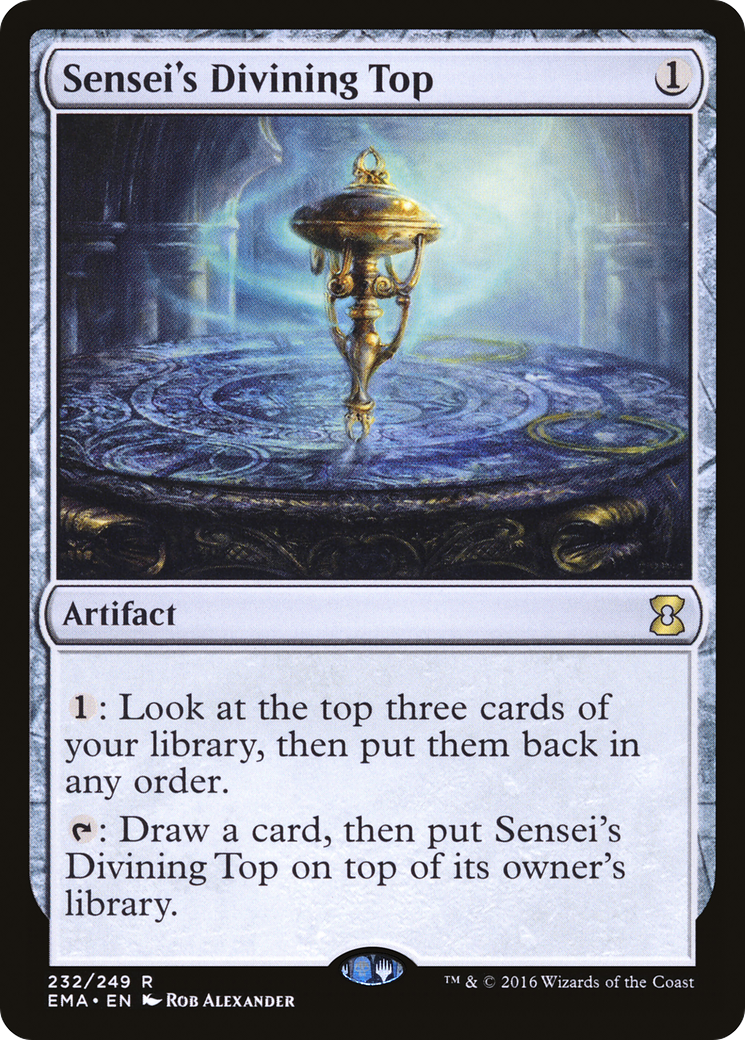 Sensei's Divining Top 1
Artifact
1: Look at the top three cards of
your library, then put them back in
any order.
: Draw a card, then put Sensei's
Divining Top on top of its owner's
library.
232/249 R
™ & © 2016 Wizards of the Coast
EMA • EN Rob Alexander